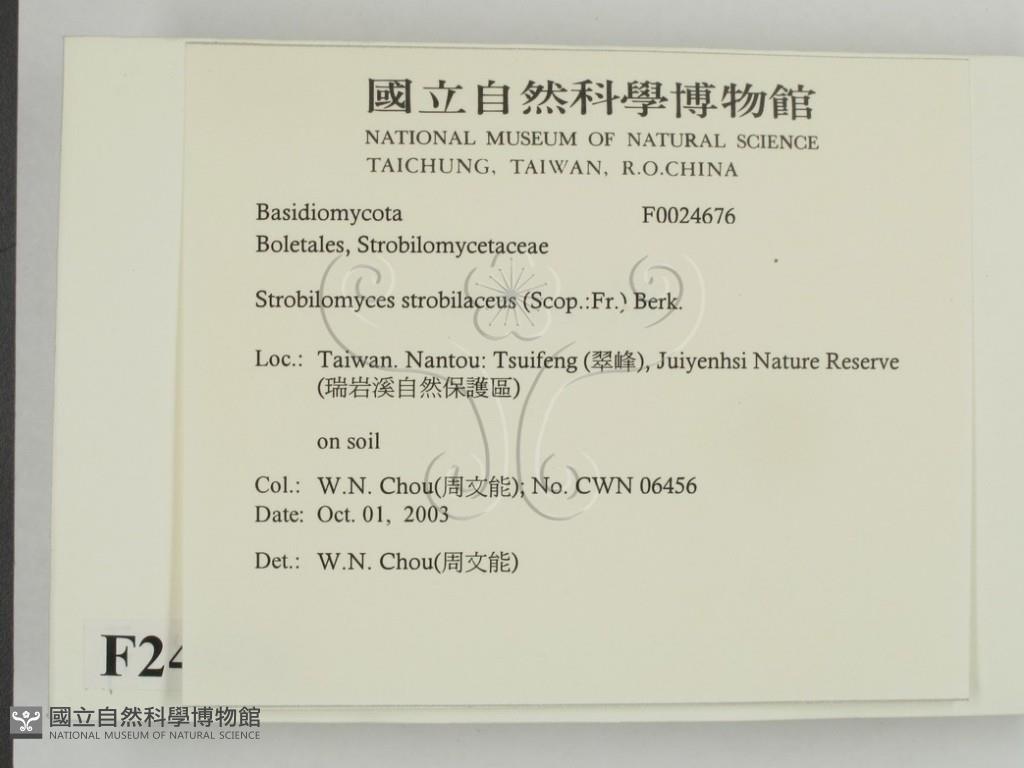 國立自然科學博物館
NATIONAL MUSEUM OF NATURAL SCIENCE
TAICHUNG, TAIWAN, R.O.CHINA
Basidiomycota F0024676
Boletales, Strobilomycetaceae
Strobilomyces strobilaceus (Scop.:Fr.) Berk.
Loc.: Taiwan. Nantou: Tsuifeng (翠峰), Juiyenhsi Nature Reserve
(瑞岩溪自然保護區)
on soil
Col.: W.N. Chou(周文能); No. CWN 06456
Date: Oct. 01, 2003
Det.: W.N. Chou(周文能)
F24
國立自然科學博物館
NATIONAL MUSEUM OF NATURAL SCIENCE